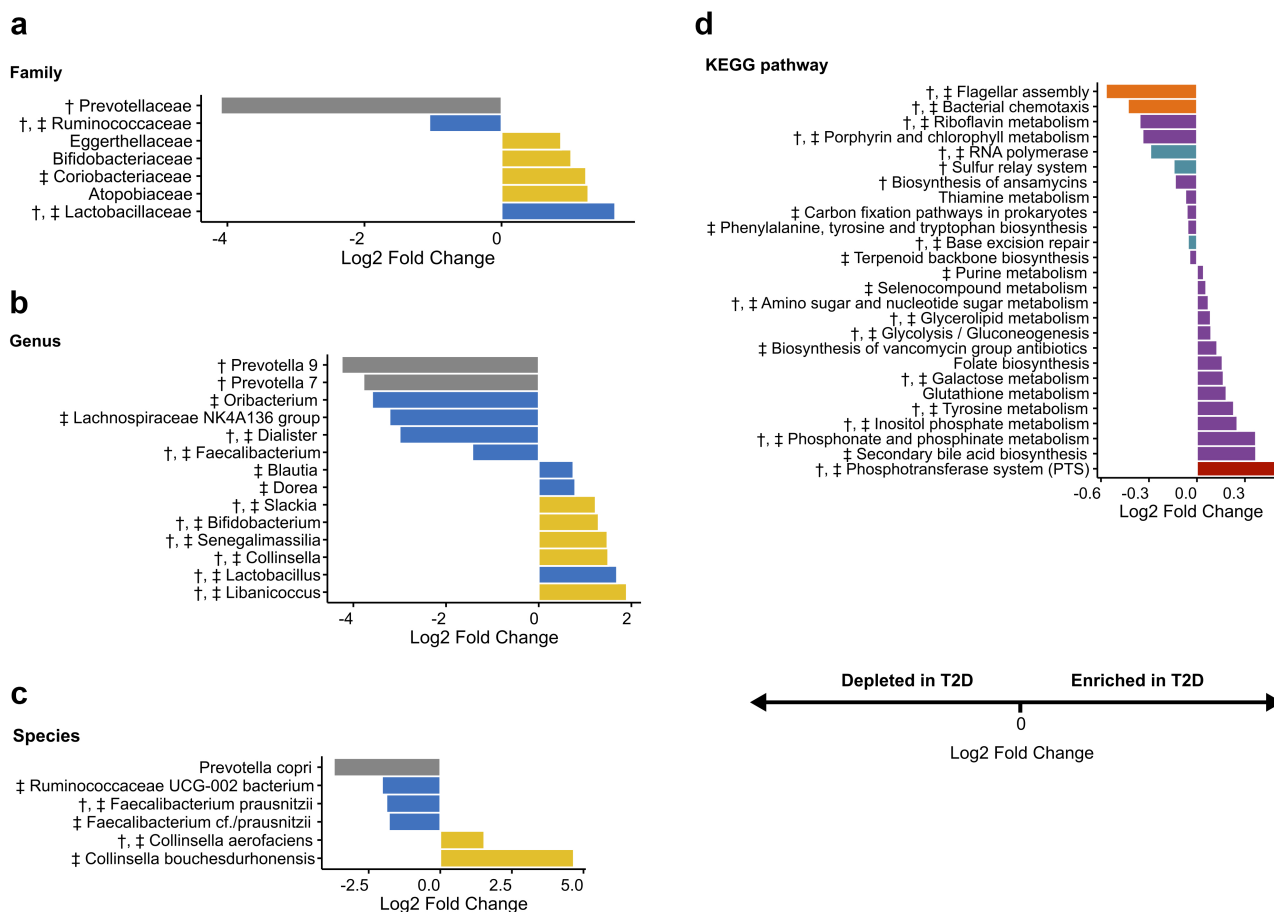 a
Family
† Prevotellaceae
†, ‡ Ruminococcaceae
Eggerthellaceae
Bifidobacteriaceae
‡ Coriobacteriaceae
Atopobiaceae
†, ‡ Lactobacillaceae
-4 -2 0
Log2 Fold Change
b
Genus
† Prevotella 9
† Prevotella 7
‡ Oribacterium
‡ Lachnospiraceae NK4A136 group
†, ‡ Dialister
†, ‡ Faecalibacterium
‡ Blautia
‡ Dorea
†, ‡ Slackia
†, ‡ Bifidobacterium
†, ‡ Senegalimassilia
†, ‡ Collinsella
†, ‡ Lactobacillus
†, ‡ Libanicoccus
-4 -2 0 2
Log2 Fold Change
c
Species
Prevotella copri
‡ Ruminococcaceae UCG-002 bacterium
†, ‡ Faecalibacterium prausnitzii
‡ Faecalibacterium cf./prausnitzii
†, ‡ Collinsella aerofaciens
‡ Collinsella bouchesdurhonensis
-2.5 0.0 2.5 5.0
Log2 Fold Change
d
KEGG pathway
†, ‡ Flagellar assembly
†, ‡ Bacterial chemotaxis
†, ‡ Riboflavin metabolism
†, ‡ Porphyrin and chlorophyll metabolism
†, ‡ RNA polymerase
† Sulfur relay system
† Biosynthesis of ansamycins
Thiamine metabolism
‡ Carbon fixation pathways in prokaryotes
‡ Phenylalanine, tyrosine and tryptophan biosynthesis
†, ‡ Base excision repair
‡ Terpenoid backbone biosynthesis
‡ Purine metabolism
‡ Selenocompound metabolism
†, ‡ Amino sugar and nucleotide sugar metabolism
†, ‡ Glycerolipid metabolism
†, ‡ Glycolysis / Gluconeogenesis
‡ Biosynthesis of vancomycin group antibiotics
Folate biosynthesis
†, ‡ Galactose metabolism
Glutathione metabolism
†, ‡ Tyrosine metabolism
†, ‡ Inositol phosphate metabolism
†, ‡ Phosphonate and phosphinate metabolism
‡ Secondary bile acid biosynthesis
†, ‡ Phosphotransferase system (PTS)
-0.6 -0.3 0.0 0.3
Log2 Fold Change
Depleted in T2D Enriched in T2D
0
Log2 Fold Change